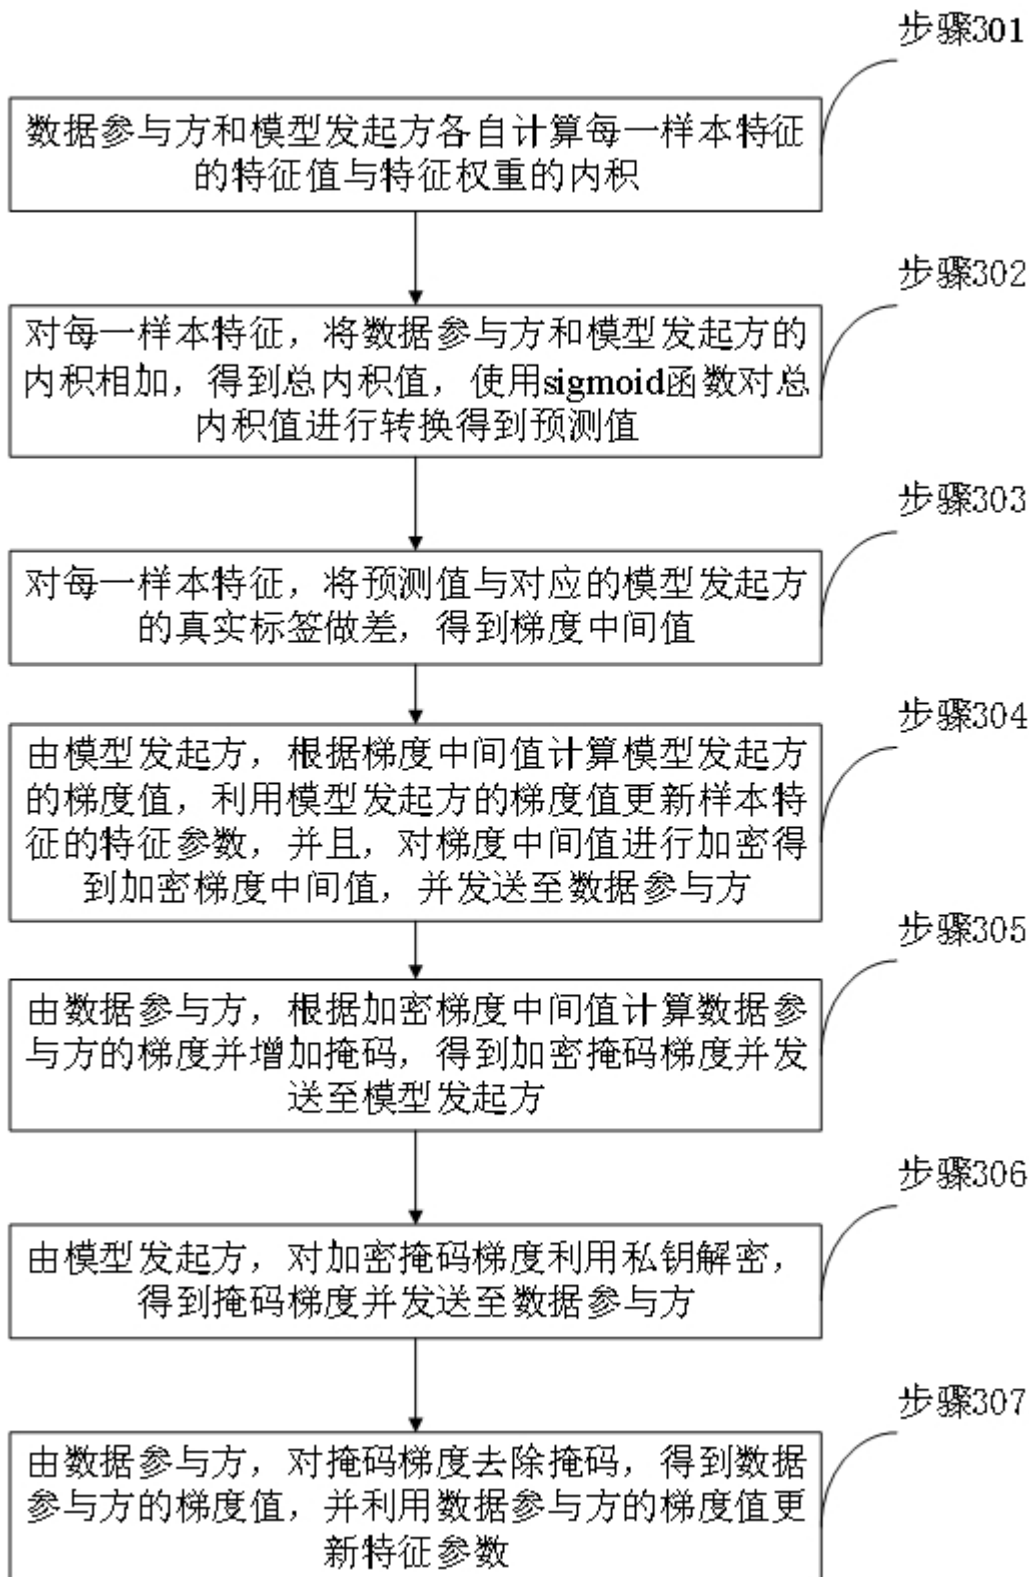 步骤301
数据参与方和模型发起方各自计算每一样本特征
的特征值与特征权重的内积
步骤302
对每一样本特征，将数据参与方和模型发起方的
内积相加，得到总内积值，使用sigmoid函数对总
内积值进行转换得到预测值
步骤303
对每一样本特征，将预测值与对应的模型发起方
的真实标签做差，得到梯度中间值
步骤304
由模型发起方，根据梯度中间值计算模型发起方
的梯度值，利用模型发起方的梯度值更新样本特
征的特征参数，并且，对梯度中间值进行加密得
到加密梯度中间值，并发送至数据参与方
步骤305
由数据参与方，根据加密梯度中间值计算数据参
与方的梯度并增加掩码，得到加密掩码梯度并发
送至模型发起方
步骤306
由模型发起方，对加密掩码梯度利用私钥解密，
得到掩码梯度并发送至数据参与方
步骤307
由数据参与方，对掩码梯度去除掩码，得到数据
参与方的梯度值，并利用数据参与方的梯度值更
新特征参数